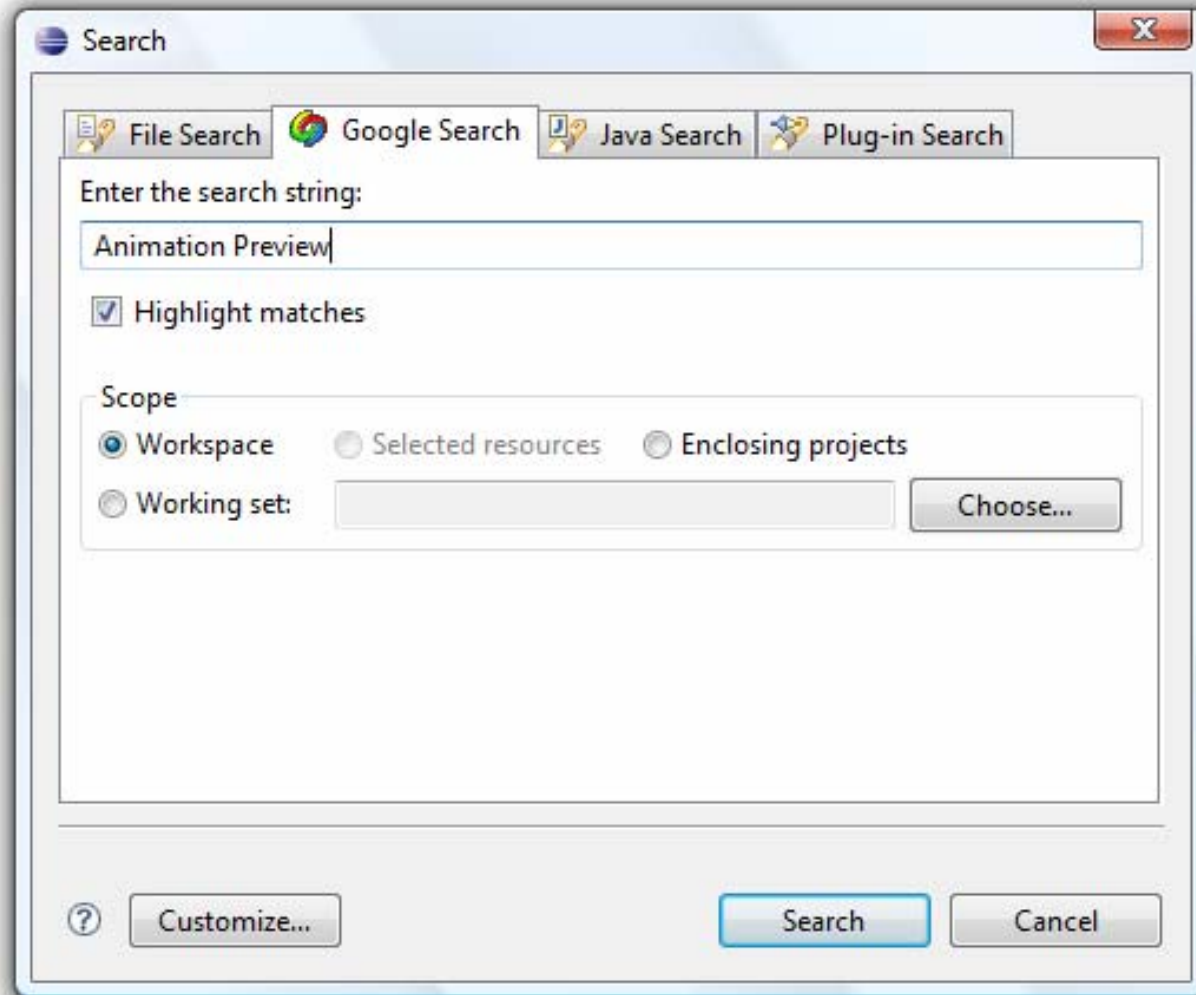 Search
File Search Google Search Java Search Plug-in Search
Enter the search string:
Animation Preview
Highlight matches
Scope
Workspace Selected resources Enclosing projects
Working set: Choose...
? Customize... Search Cancel